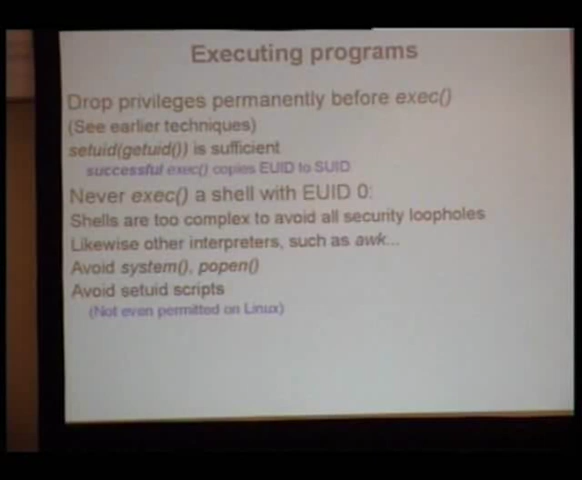 Executing programs
Drop privileges permanently before exec()
(See earlier techniques)
setuid(getuid()) is sufficient
successful exec() copies EUID to SUID
Never exec() a shell with EUID 0:
Shells are too complex to avoid all security loopholes
Likewise other interpreters, such as awk...
Avoid system(), popen()
Avoid setuid scripts
(Not even permitted on Linux)